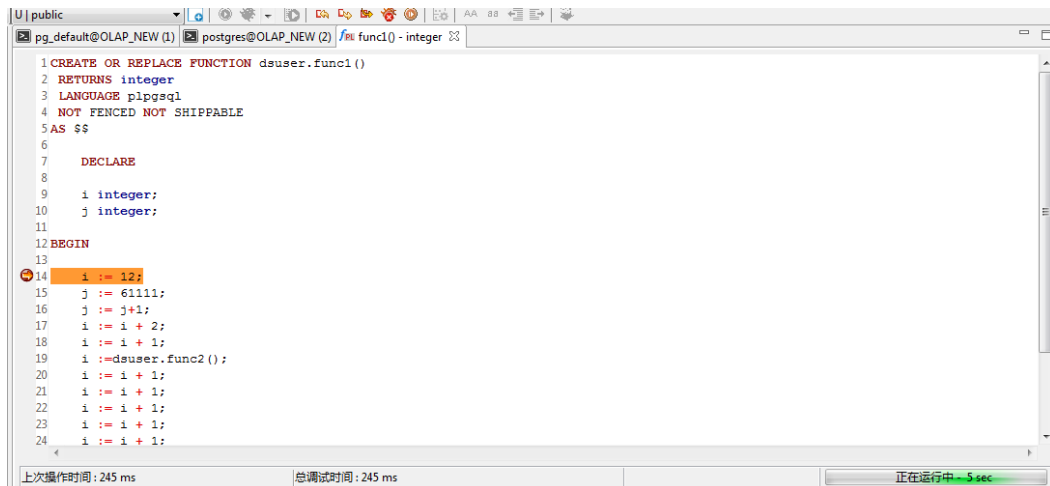 U | public
AA aa
pg_default@OLAP_NEW (1) postgres@OLAP_NEW (2) func1() - integer
1 CREATE OR REPLACE FUNCTION dsuser.func1()
2 RETURNS integer
3 LANGUAGE plpgsql
4 NOT FENCED NOT SHIPPABLE
5 AS $$
6
7 DECLARE
8
9 i integer;
10 j integer;
11
12 BEGIN
13
14 i := 12;
15 j := 61111;
16 j := j+1;
17 i := i + 2;
18 i := i + 1;
19 i :=dsuser.func2();
20 i := i + 1;
21 i := i + 1;
22 i := i + 1;
23 i := i + 1;
24 i := i + 1;
上次操作时间 : 245 ms 总调试时间 : 245 ms 正在运行中 - 5 sec